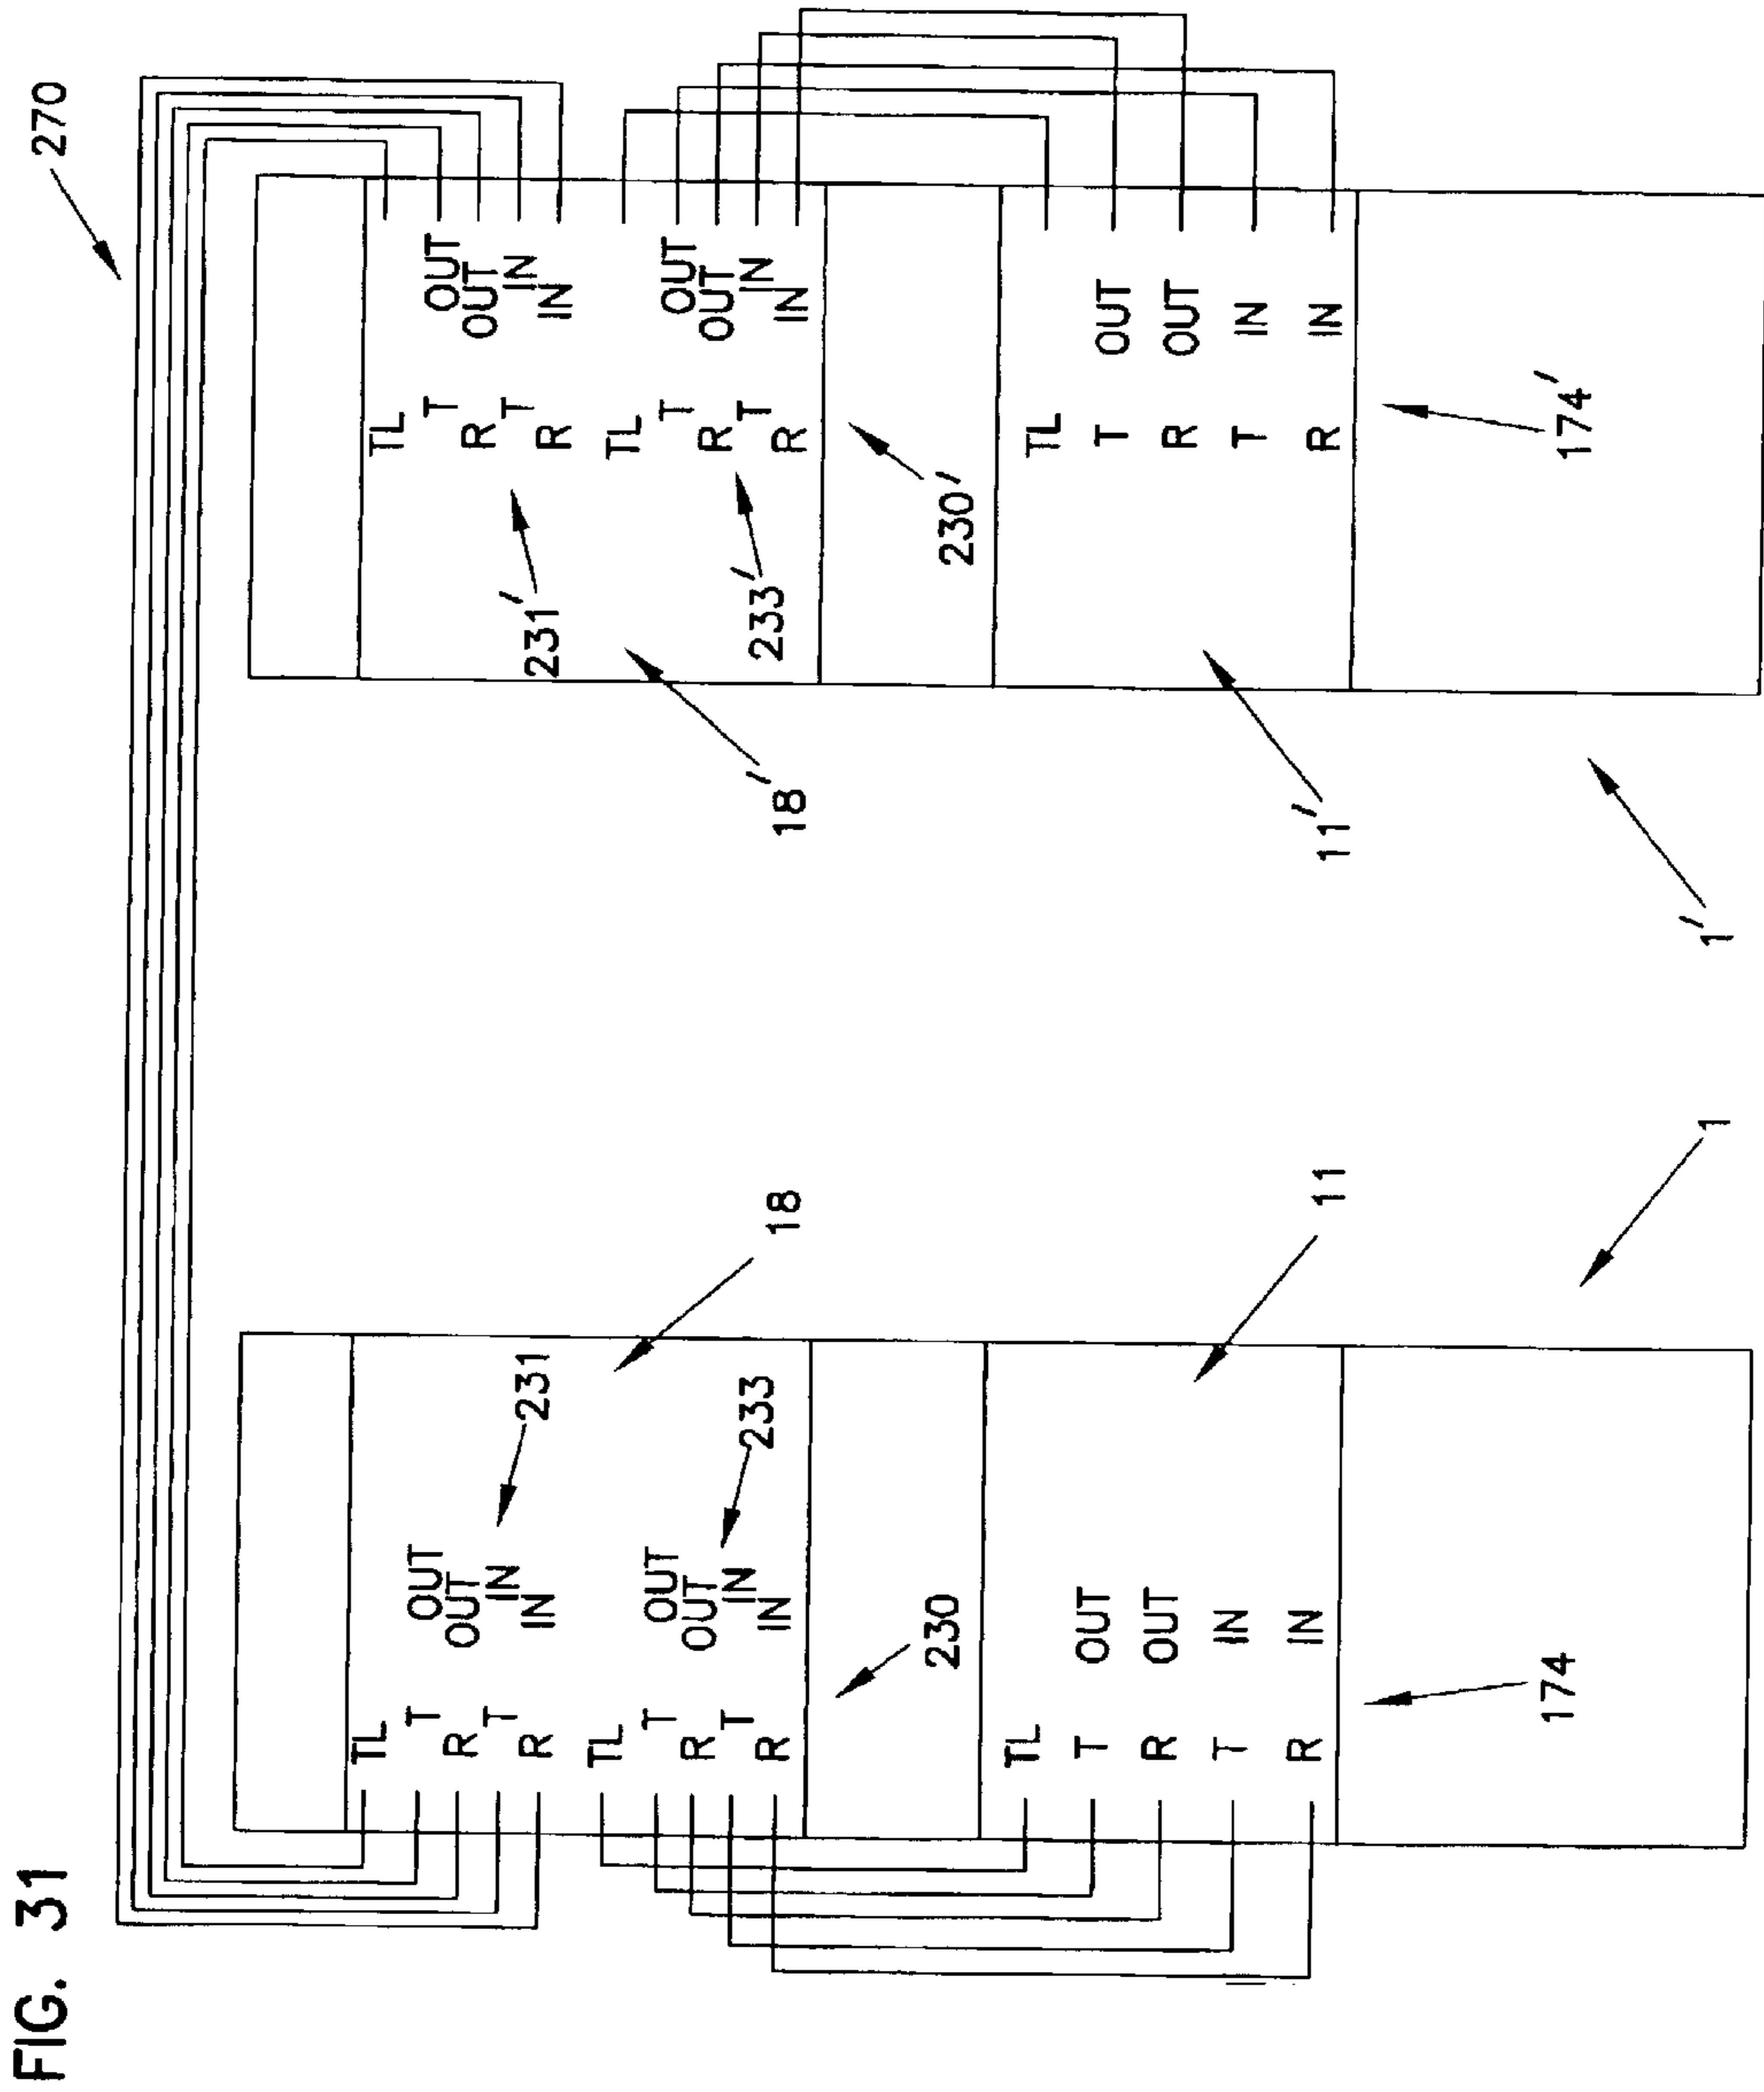 FIG. 31
270
TL
T OUT
R OUT
T IN
R IN
231
TL
T OUT
R OUT
T IN
R IN
233
18
230
TL
T OUT
R OUT
T IN
R IN
11
174
1
TL
T OUT
R OUT
T IN
R IN
231'
TL
T OUT
R OUT
T IN
R IN
233'
18'
230'
TL
T OUT
R OUT
T IN
R IN
11'
174'
1'